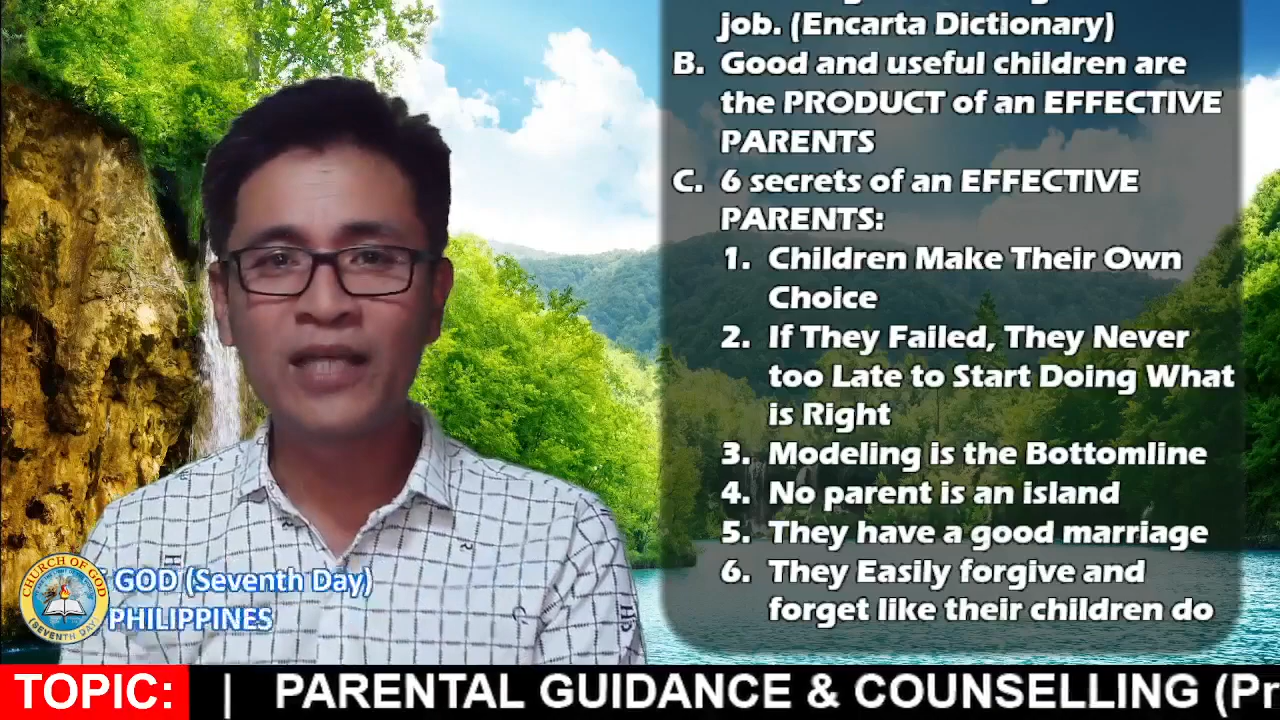 job. (Encarta Dictionary)
B. Good and useful children are
the PRODUCT of an EFFECTIVE
PARENTS
C. 6 secrets of an EFFECTIVE
PARENTS:
1. Children Make Their Own
Choice
2. If They Failed, They Never
too Late to Start Doing What
is Right
3. Modeling is the Bottomline
4. No parent is an island
5. They have a good marriage
6. They Easily forgive and
forget like their children do
CHURCH OF GOD
(SEVENTH DAY)
GOD (Seventh Day)
PHILIPPINES
TOPIC: | PARENTAL GUIDANCE & COUNSELLING (Pr